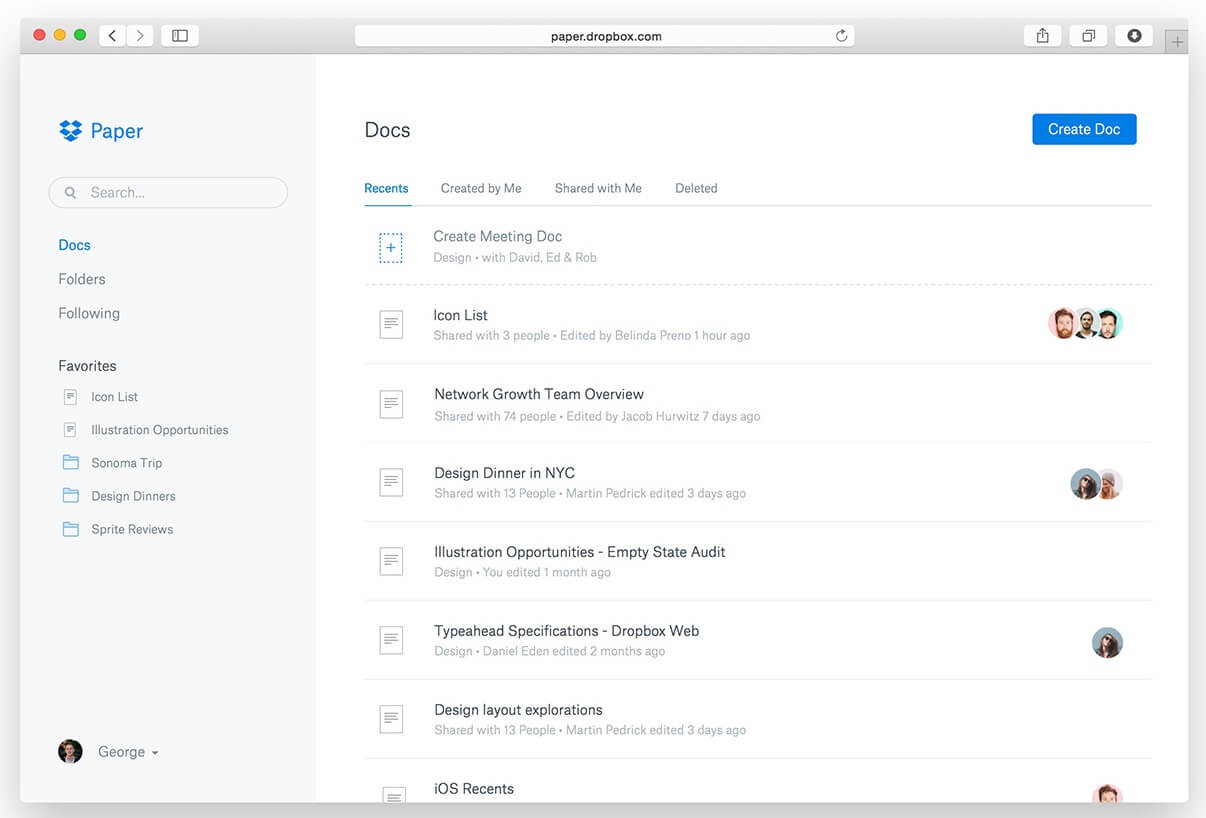 paper.dropbox.com
Paper
Search...
Docs
Folders
Following
Favorites
Icon List
Illustration Opportunities
Sonoma Trip
Design Dinners
Sprite Reviews
George
Docs
Create Doc
Recents Created by Me Shared with Me Deleted
Create Meeting Doc
Design • with David, Ed & Rob
Icon List
Shared with 3 people • Edited by Belinda Preno 1 hour ago
Network Growth Team Overview
Shared with 74 people • Edited by Jacob Hurwitz 7 days ago
Design Dinner in NYC
Shared with 13 People • Martin Pedrick edited 3 days ago
Illustration Opportunities - Empty State Audit
Design • You edited 1 month ago
Typeahead Specifications - Dropbox Web
Design • Daniel Eden edited 2 months ago
Design layout explorations
Shared with 13 People • Martin Pedrick edited 3 days ago
iOS Recents